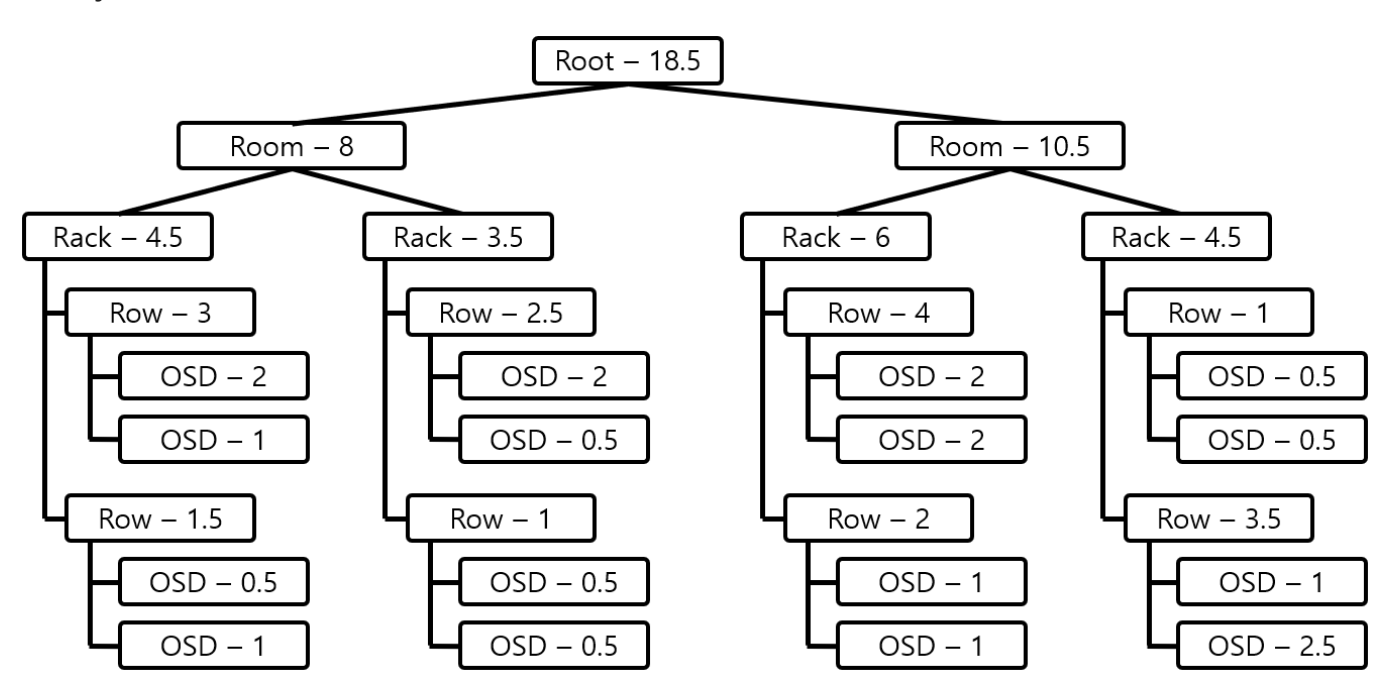 Root – 18.5
Room – 8
Room – 10.5
Rack – 4.5
Rack – 3.5
Rack – 6
Rack – 4.5
Row – 3
Row – 2.5
Row – 4
Row – 1
OSD – 2
OSD – 2
OSD – 2
OSD – 0.5
OSD – 1
OSD – 0.5
OSD – 2
OSD – 0.5
Row – 1.5
Row – 1
Row – 2
Row – 3.5
OSD – 0.5
OSD – 0.5
OSD – 1
OSD – 1
OSD – 1
OSD – 0.5
OSD – 1
OSD – 2.5